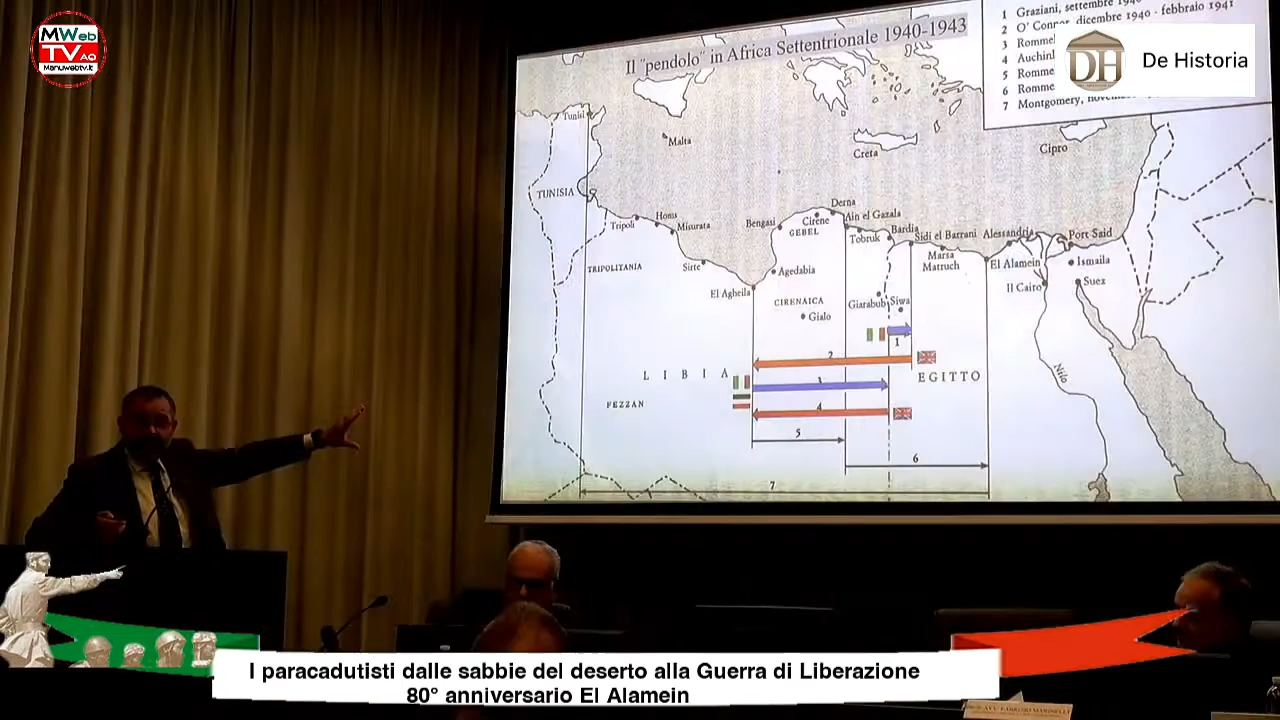 MWeb
TV AQ
Manuwebtv.it
Il "pendolo" in Africa Settentrionale 1940-1943
1 Graziani, settembre
2 O' Connor, dicembre 1940 - febbraio 1941
3 Rommel
4 Auchinl
5 Romme
6 Romme
7 Montgomery,
DH De Historia
Tunisi
Malta
Creta
Cipro
TUNISIA
Tripoli
Homs
Misurata
Bengasi
Cirene
Derna
GEBEL
Ain el Gazala
Tobruk
Bardia
Sidi el Barrani
Alessandria
Port Said
Marsa
Matruch
El Alamein
Ismaila
Il Cairo
Suez
TRIPOLITANIA
Sirte
Agedabia
El Agheila
CIRENAICA
Gialo
Giarabub
Siwa
1
2
LIBIA
3
EGITTO
Nilo
FEZZAN
4
5
6
7
I paracadutisti dalle sabbie del deserto alla Guerra di Liberazione
80° anniversario El Alamein